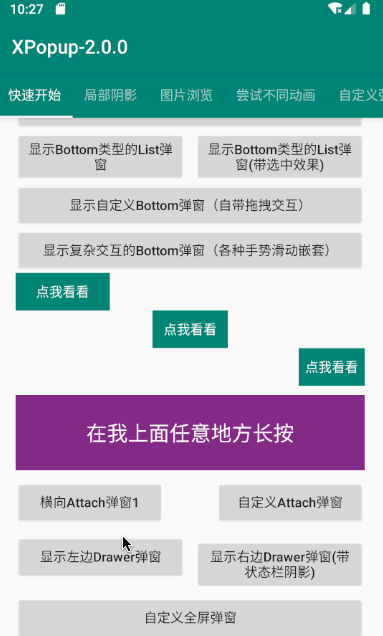 10:27
XPopup-2.0.0
快速开始 局部阴影 图片浏览 尝试不同动画 自定义
显示Bottom类型的List弹
窗
显示Bottom类型的List弹
窗(带选中效果)
显示自定义Bottom弹窗（自带拖拽交互）
显示复杂交互的Bottom弹窗（各种手势滑动嵌套）
点我看看
点我看看
点我看看
在我上面任意地方长按
横向Attach弹窗1
自定义Attach弹窗
显示左边Drawer弹窗
显示右边Drawer弹窗(带
状态栏阴影)
自定义全屏弹窗